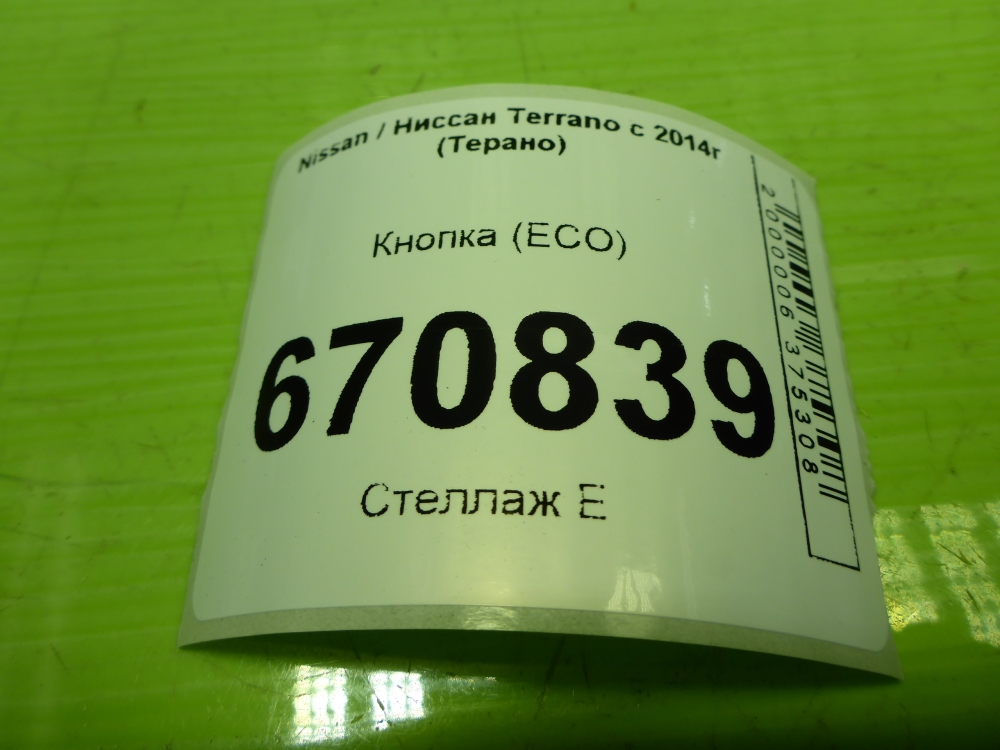 Nissan / Ниссан Terrano с 2014г
(Терано)
Кнопка (ECO)
670839
Стеллаж Е
2000006375308